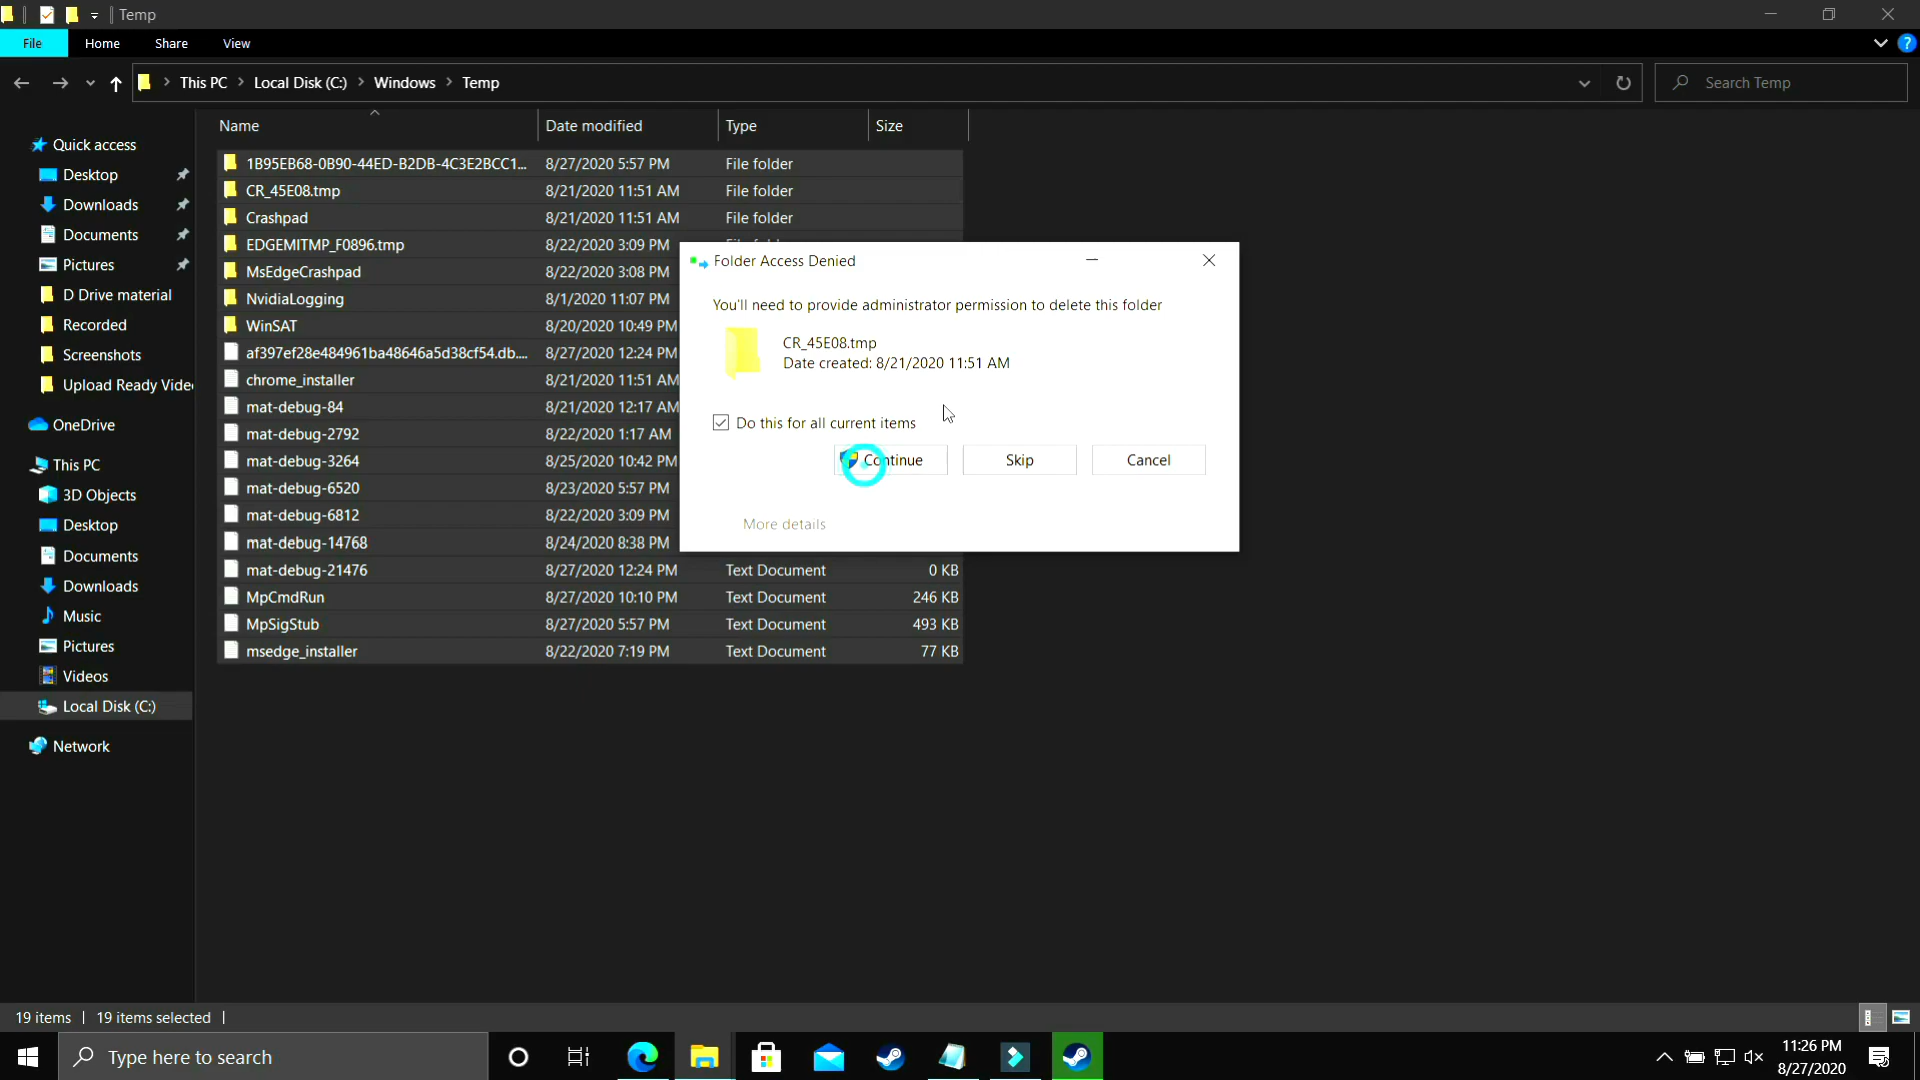 Temp
File Home Share View
This PC Local Disk (C:) Windows Temp
Search Temp
Name Date modified Type Size
Quick access
Desktop
Downloads
Documents
Pictures
D Drive material
Recorded
Screenshots
Upload Ready Vide
OneDrive
This PC
3D Objects
Desktop
Documents
Downloads
Music
Pictures
Videos
Local Disk (C:)
Network
1B95EB68-0B90-44ED-B2DB-4C3E2BCC1... 8/27/2020 5:57 PM File folder
CR_45E08.tmp 8/21/2020 11:51 AM File folder
Crashpad 8/21/2020 11:51 AM File folder
EDGEMITMP_F0896.tmp 8/22/2020 3:09 PM
MsEdgeCrashpad 8/22/2020 3:08 PM
NvidiaLogging 8/1/2020 11:07 PM
WinSAT 8/20/2020 10:49 PM
af397ef28e484961ba48646a5d38cf54.db.... 8/27/2020 12:24 PM
chrome_installer 8/21/2020 11:51 AM
mat-debug-84 8/21/2020 12:17 AM
mat-debug-2792 8/22/2020 1:17 AM
mat-debug-3264 8/25/2020 10:42 PM
mat-debug-6520 8/23/2020 5:57 PM
mat-debug-6812 8/22/2020 3:09 PM
mat-debug-14768 8/24/2020 8:38 PM
mat-debug-21476 8/27/2020 12:24 PM Text Document 0 KB
MpCmdRun 8/27/2020 10:10 PM Text Document 246 KB
MpSigStub 8/27/2020 5:57 PM Text Document 493 KB
msedge_installer 8/22/2020 7:19 PM Text Document 77 KB
Folder Access Denied
You'll need to provide administrator permission to delete this folder
CR_45E08.tmp
Date created: 8/21/2020 11:51 AM
Do this for all current items
Continue Skip Cancel
More details
19 items 19 items selected
Type here to search
11:26 PM
8/27/2020